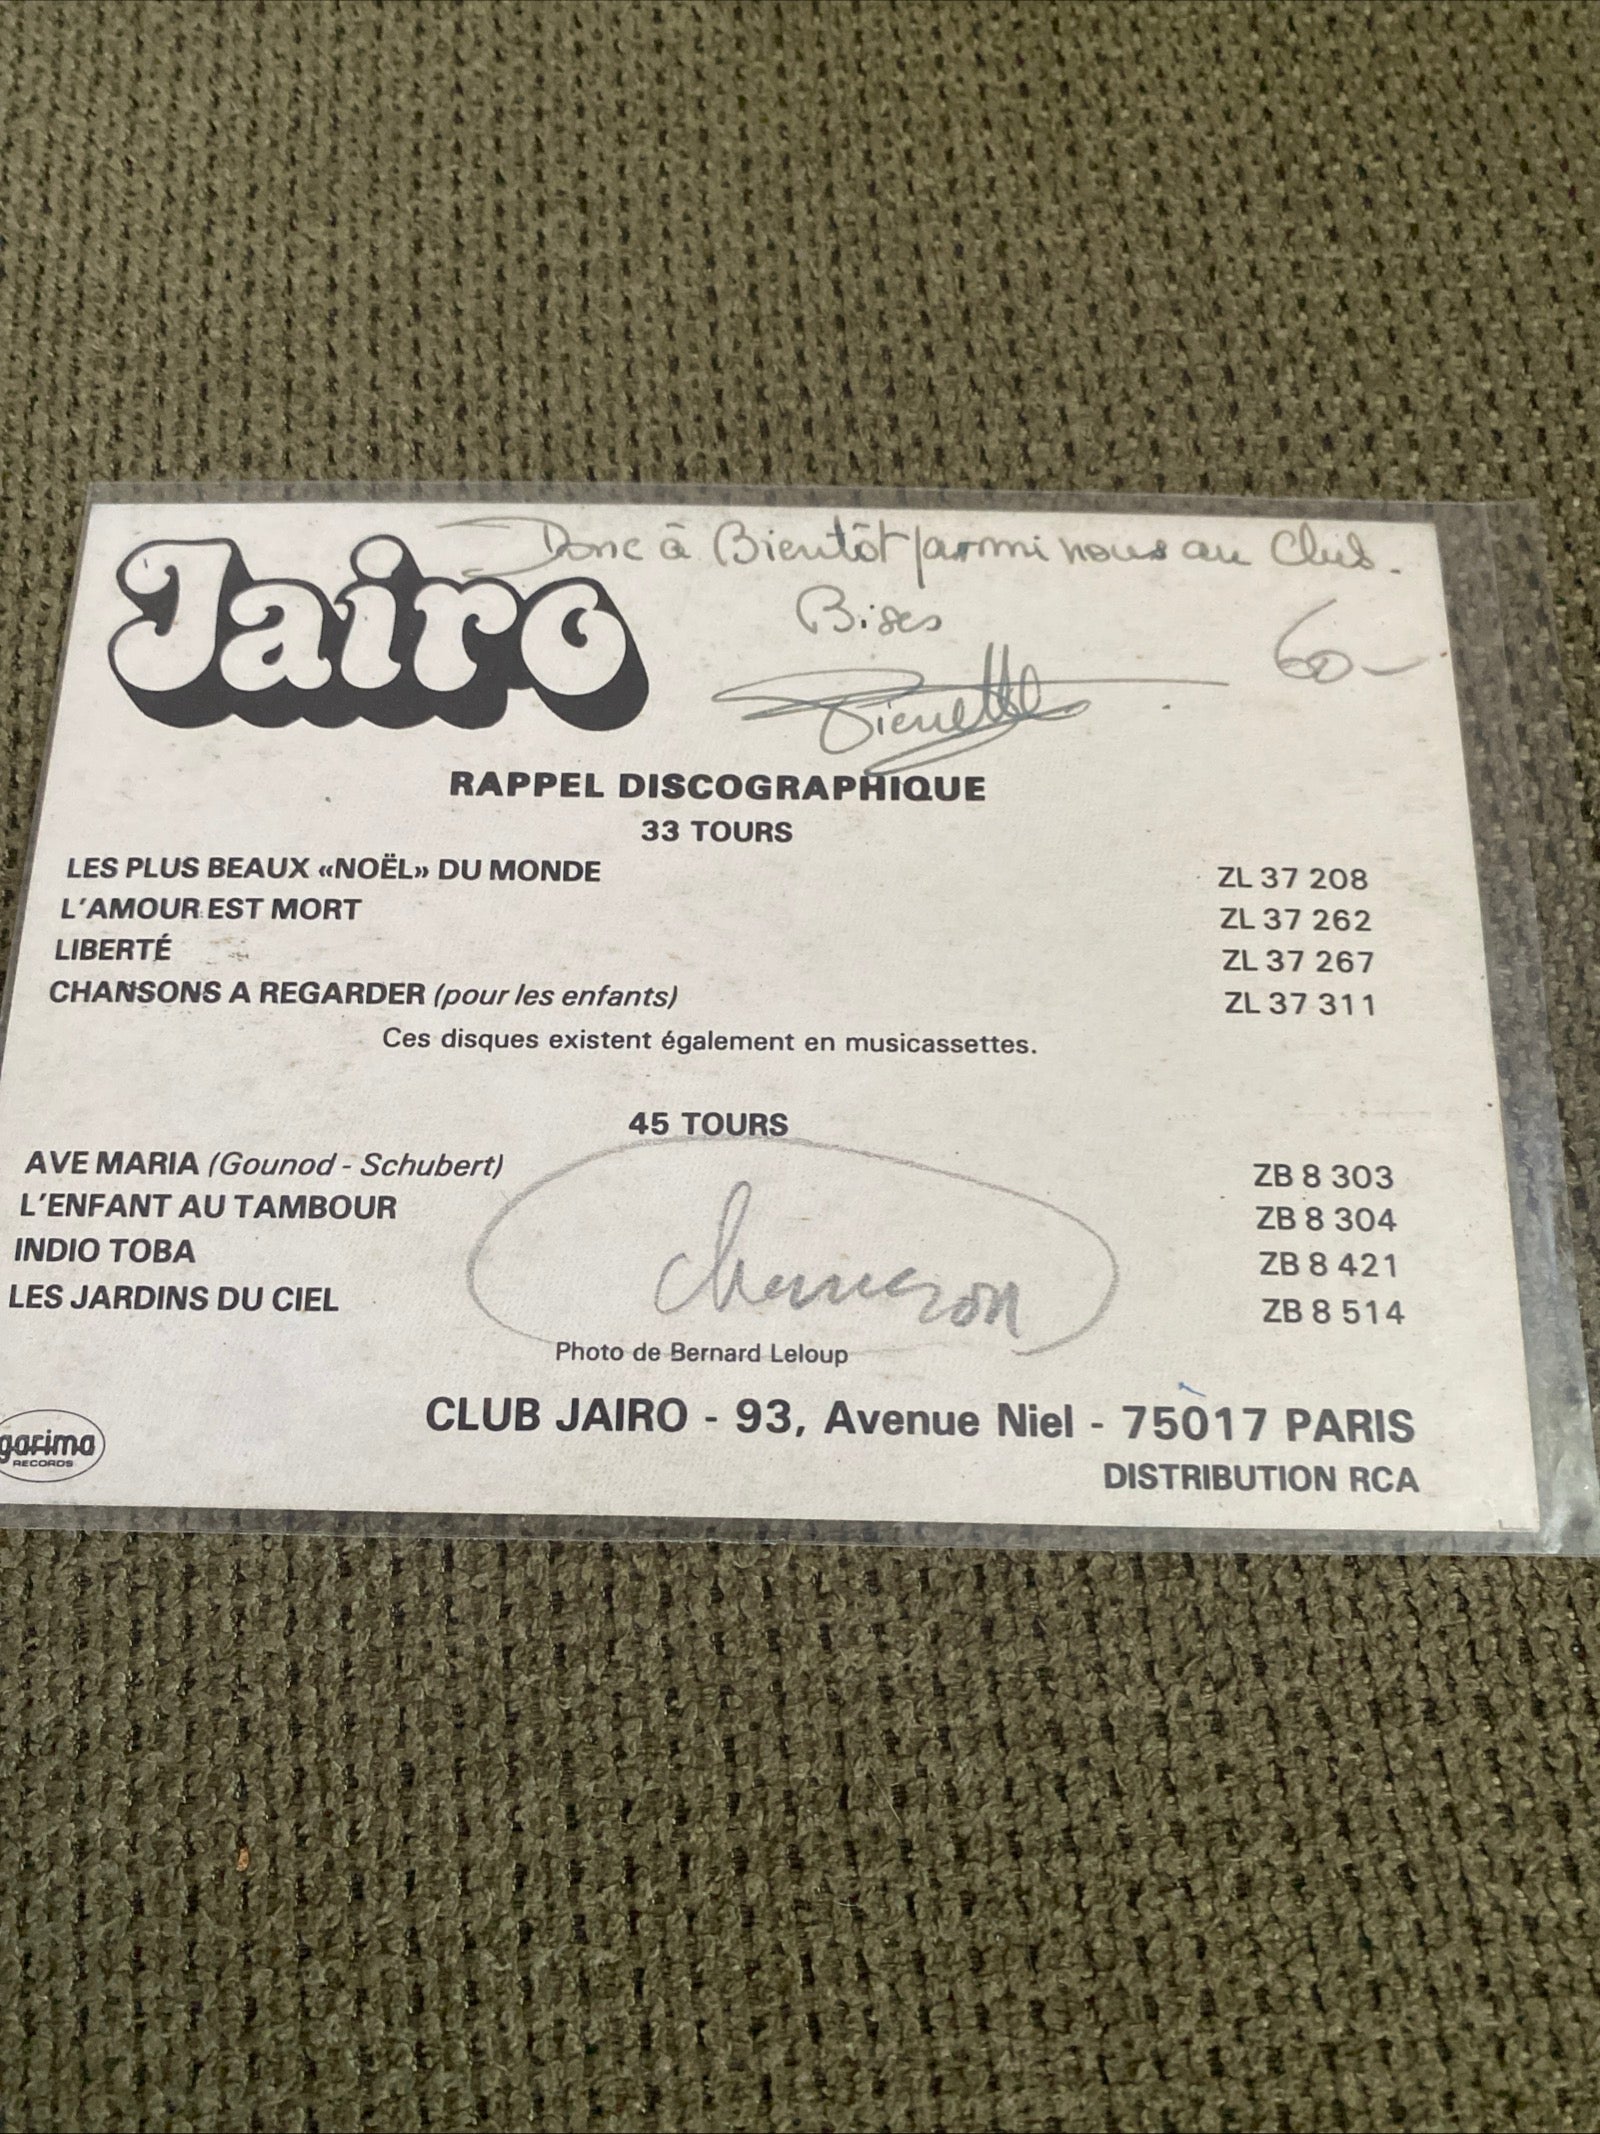 Jairo
Donc à Bientôt parmi nous au Club.
Bises
60-
Pierrette
RAPPEL DISCOGRAPHIQUE
33 TOURS
LES PLUS BEAUX «NOËL» DU MONDE ZL 37 208
L'AMOUR EST MORT ZL 37 262
LIBERTÉ ZL 37 267
CHANSONS A REGARDER (pour les enfants) ZL 37 311
Ces disques existent également en musicassettes.
45 TOURS
AVE MARIA (Gounod - Schubert) ZB 8 303
L'ENFANT AU TAMBOUR ZB 8 304
INDIO TOBA ZB 8 421
LES JARDINS DU CIEL ZB 8 514
Photo de Bernard Leloup
CLUB JAIRO - 93, Avenue Niel - 75017 PARIS
garima
RECORDS
DISTRIBUTION RCA